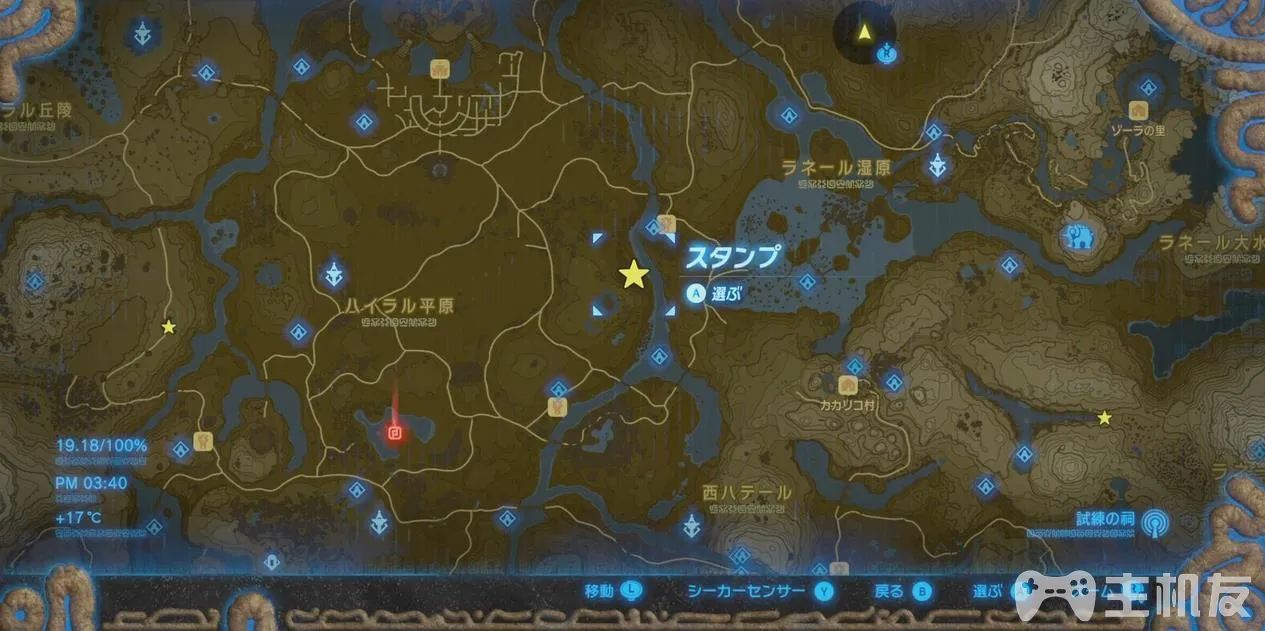 ラル丘陵
ゾーラの里
ラネール湿原
ラネール大水
スタンプ
A 選ぶ
ハイラル平原
カカリコ村
19.18/100%
PM 03:40
+17℃
西ハテール
試練の祠
移動 L シーカーセンサー Y 戻る B 選ぶ
主机友